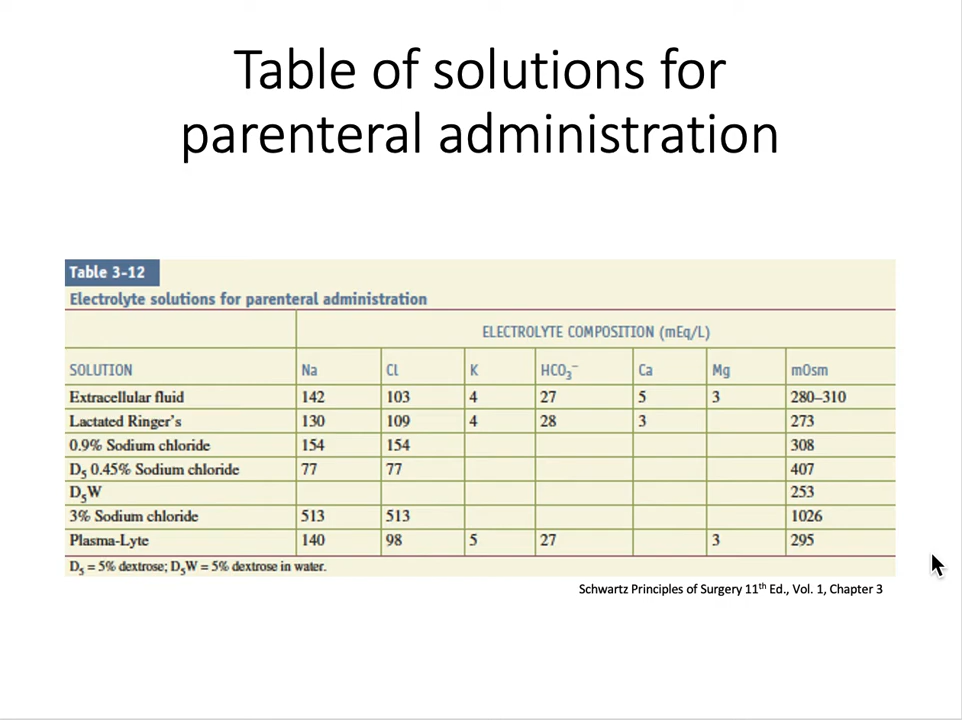 Table of solutions for
parenteral administration
Table 3-12
Electrolyte solutions for parenteral administration
ELECTROLYTE COMPOSITION (mEq/L)
SOLUTION Na Cl K HCO₃⁻ Ca Mg mOsm
Extracellular fluid 142 103 4 27 5 3 280–310
Lactated Ringer's 130 109 4 28 3 273
0.9% Sodium chloride 154 154 308
D₅ 0.45% Sodium chloride 77 77 407
D₅W 253
3% Sodium chloride 513 513 1026
Plasma-Lyte 140 98 5 27 3 295
D₅ = 5% dextrose; D₅W = 5% dextrose in water.
Schwartz Principles of Surgery 11th Ed., Vol. 1, Chapter 3